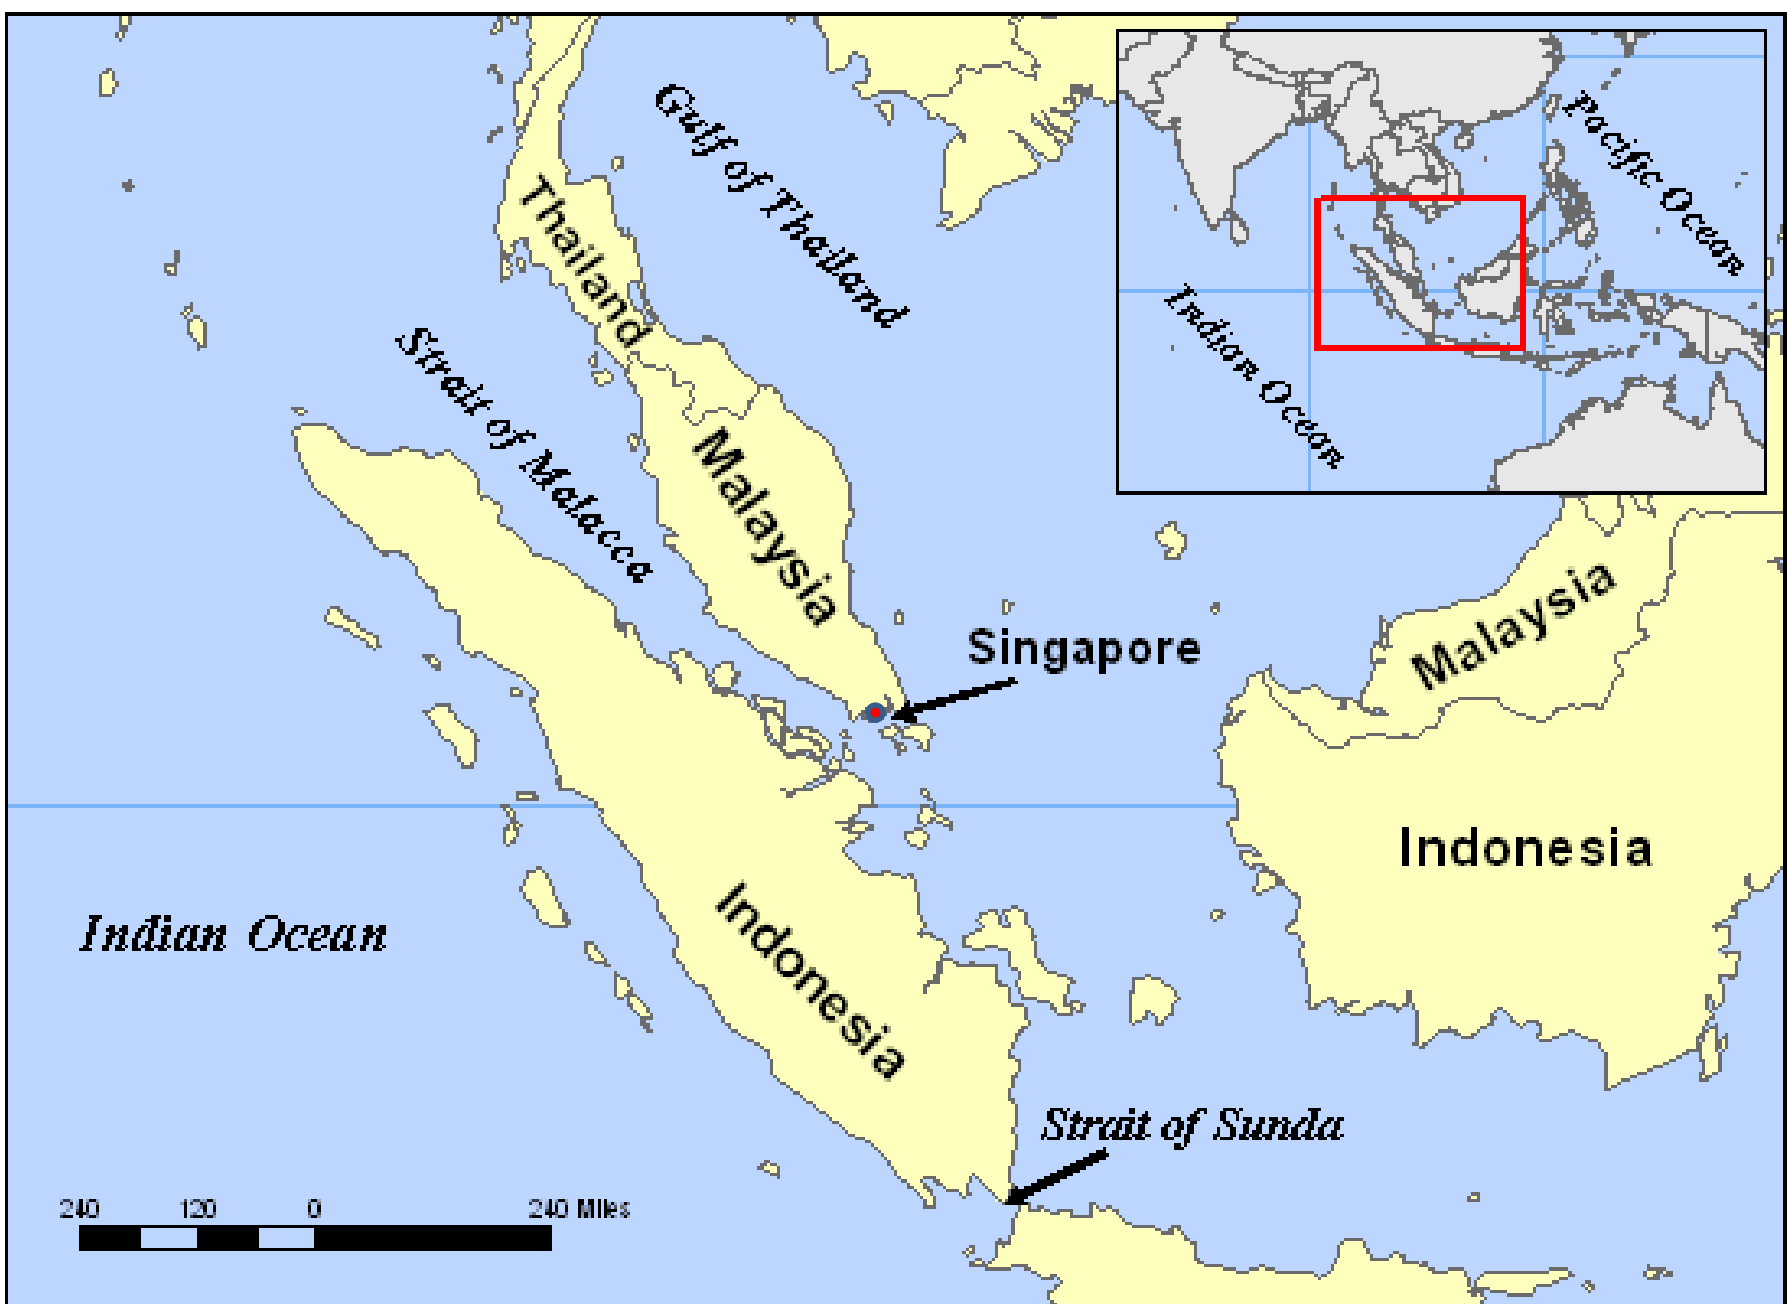 Gulf of Thailand
Pacific Ocean
Thailand
Indian Ocean
Strait of Malacca
Malaysia
Malaysia
Singapore
Indonesia
Indonesia
Indian Ocean
Strait of Sunda
240 120 0 240 Miles